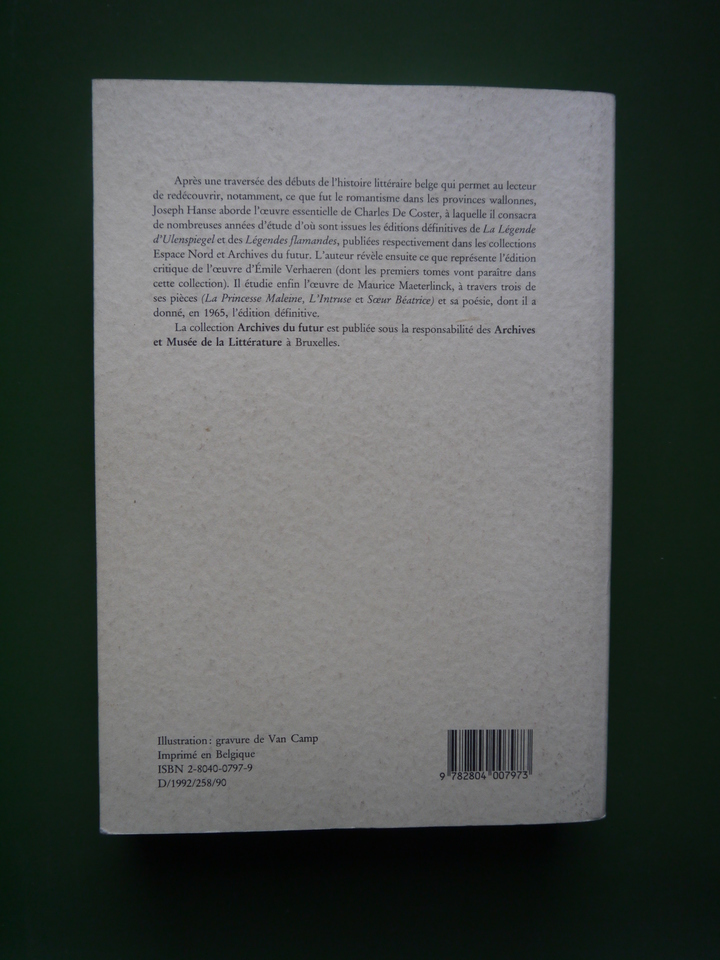 Après une traversée des débuts de l'histoire littéraire belge qui permet au lecteur
de redécouvrir, notamment, ce que fut le romantisme dans les provinces wallonnes,
Joseph Hanse aborde l'œuvre essentielle de Charles De Coster, à laquelle il consacra
de nombreuses années d'étude d'où sont issues les éditions définitives de La Légende
d'Ulenspiegel et des Légendes flamandes, publiées respectivement dans les collections
Espace Nord et Archives du futur. L'auteur révèle ensuite ce que représente l'édition
critique de l'œuvre d'Émile Verhaeren (dont les premiers tomes vont paraître dans
cette collection). Il étudie enfin l'œuvre de Maurice Maeterlinck, à travers trois de
ses pièces (La Princesse Maleine, L'Intruse et Sœur Béatrice) et sa poésie, dont il a
donné, en 1965, l'édition définitive.
La collection Archives du futur est publiée sous la responsabilité des Archives
et Musée de la Littérature à Bruxelles.
Illustration : gravure de Van Camp
Imprimé en Belgique
ISBN 2-8040-0797-9
D/1992/258/90
9 782804 007973